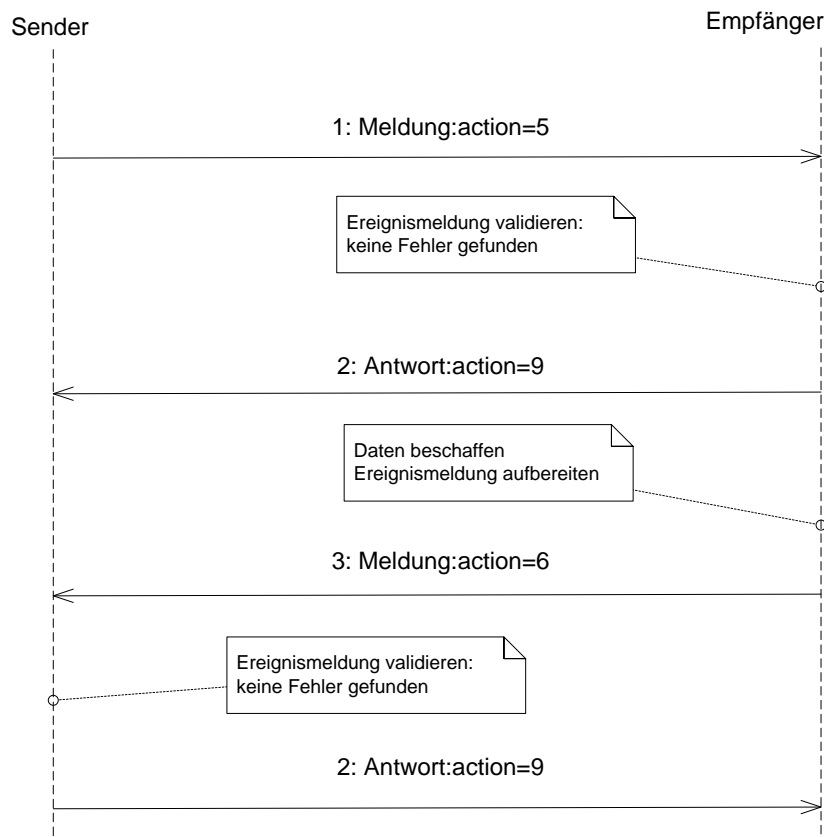 Sender
Empfänger
1: Meldung:action=5
Ereignismeldung validieren:
keine Fehler gefunden
2: Antwort:action=9
Daten beschaffen
Ereignismeldung aufbereiten
3: Meldung:action=6
Ereignismeldung validieren:
keine Fehler gefunden
2: Antwort:action=9